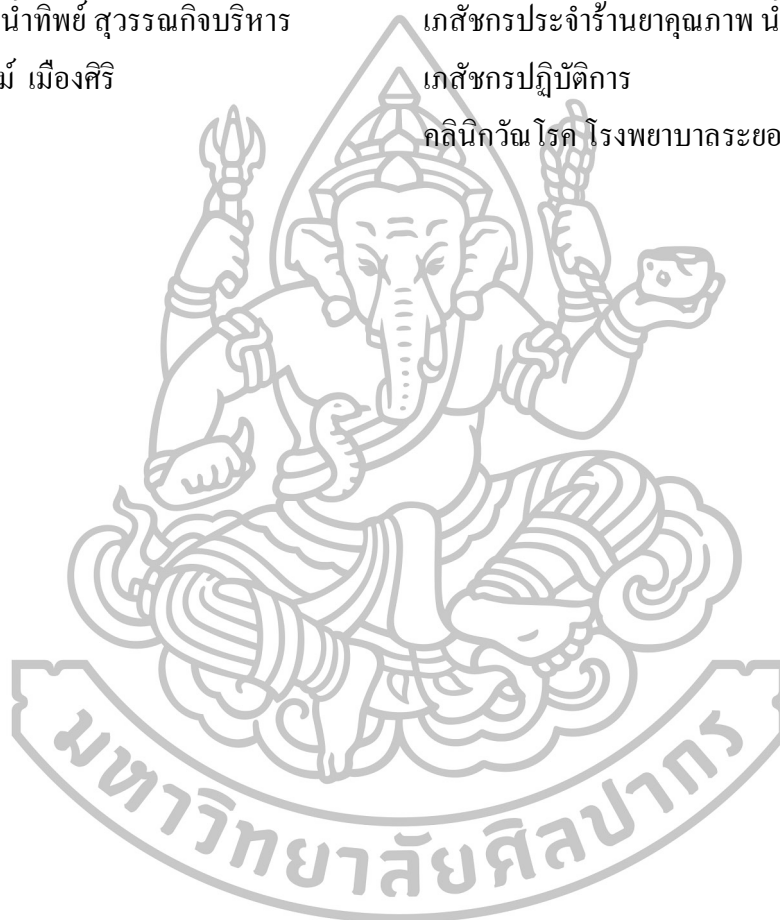 น้ำทิพย์ สุวรรณกิจบริหาร เภสัชกรประจำร้านยาคุณภาพ
เมืองศิริ เภสัชกรปฏิบัติการ
คลินิกวัณโรค โรงพยาบาลระยอ
มหาวิทยาลัยศิลปากร